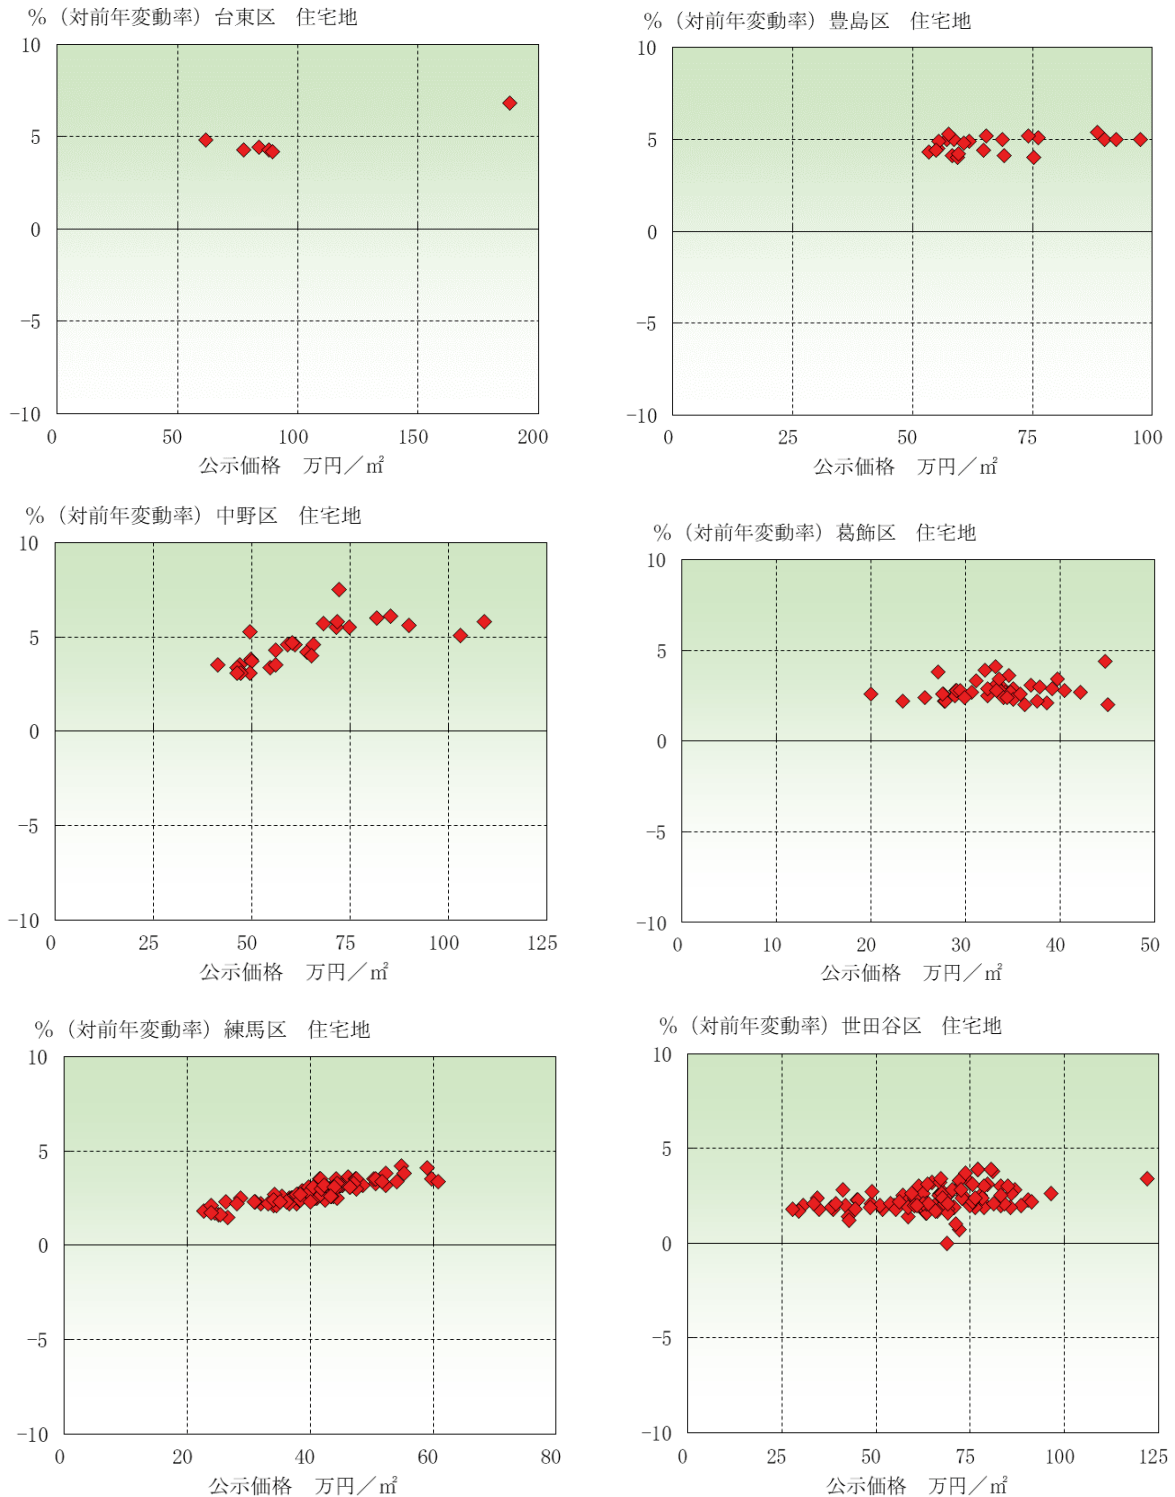 ％（対前年変動率）台東区　住宅地
10
5
0
−5
−10
0 50 100 150 200
公示価格　万円／㎡
％（対前年変動率）豊島区　住宅地
10
5
0
−5
−10
0 25 50 75 100
公示価格　万円／㎡
％（対前年変動率）中野区　住宅地
10
5
0
−5
−10
0 25 50 75 100 125
公示価格　万円／㎡
％（対前年変動率）葛飾区　住宅地
10
5
0
−5
−10
0 10 20 30 40 50
公示価格　万円／㎡
％（対前年変動率）練馬区　住宅地
10
5
0
−5
−10
0 20 40 60 80
公示価格　万円／㎡
％（対前年変動率）世田谷区　住宅地
10
5
0
−5
−10
0 25 50 75 100 125
公示価格　万円／㎡